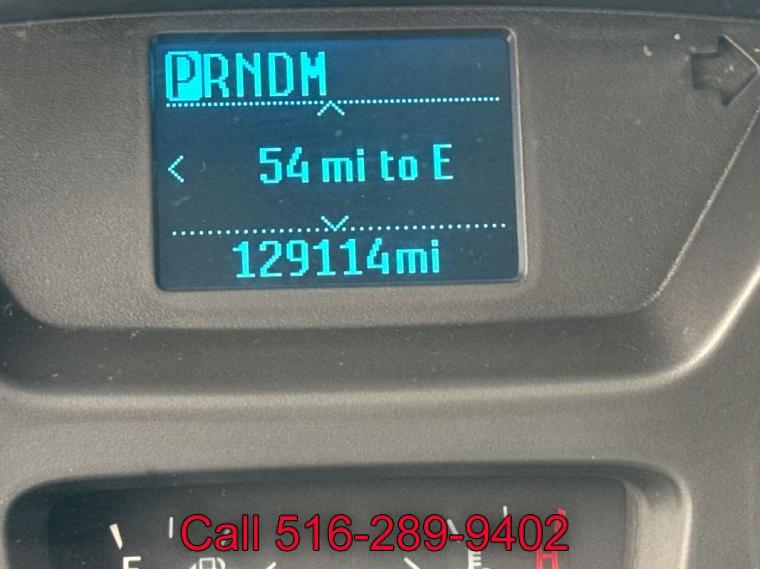 PRNDM
54 mi to E
129114mi
Call 516-289-9402
E H